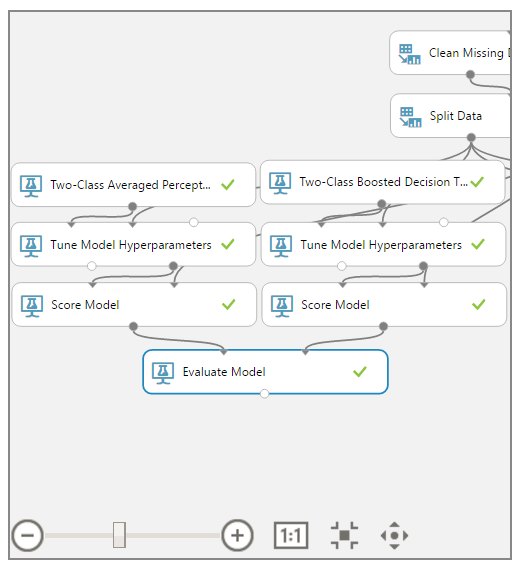 Clean Missing
Split Data
Two-Class Averaged Percept...
Two-Class Boosted Decision T...
Tune Model Hyperparameters
Tune Model Hyperparameters
Score Model
Score Model
Evaluate Model
1:1